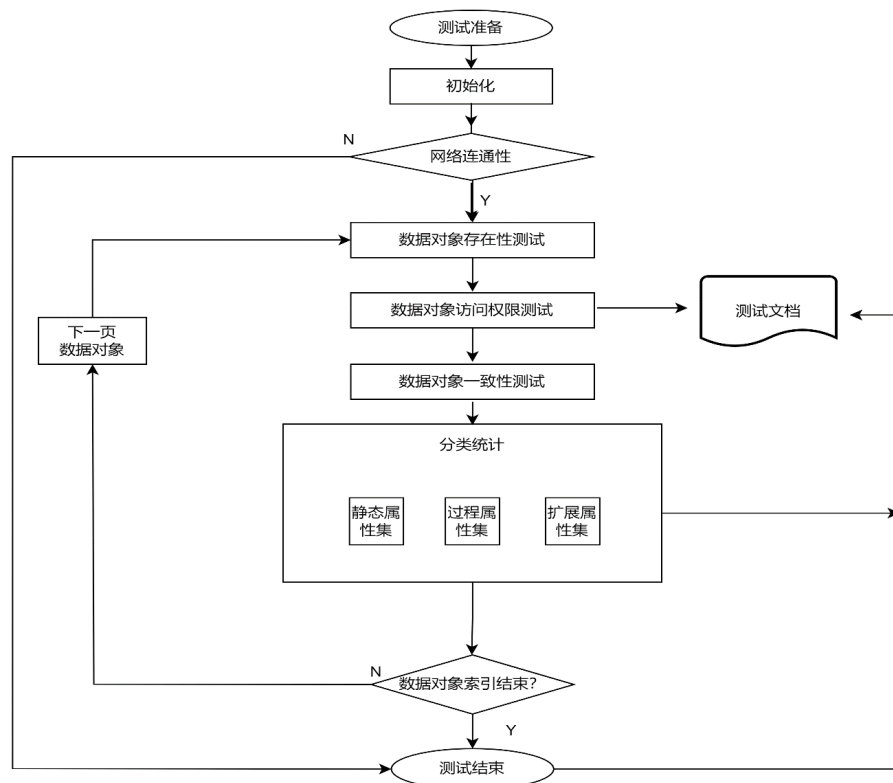 测试准备
初始化
N
网络连通性
Y
数据对象存在性测试
数据对象访问权限测试
测试文档
下一页
数据对象
数据对象一致性测试
分类统计
静态属
性集
过程属
性集
扩展属
性集
N
数据对象索引结束?
Y
测试结束